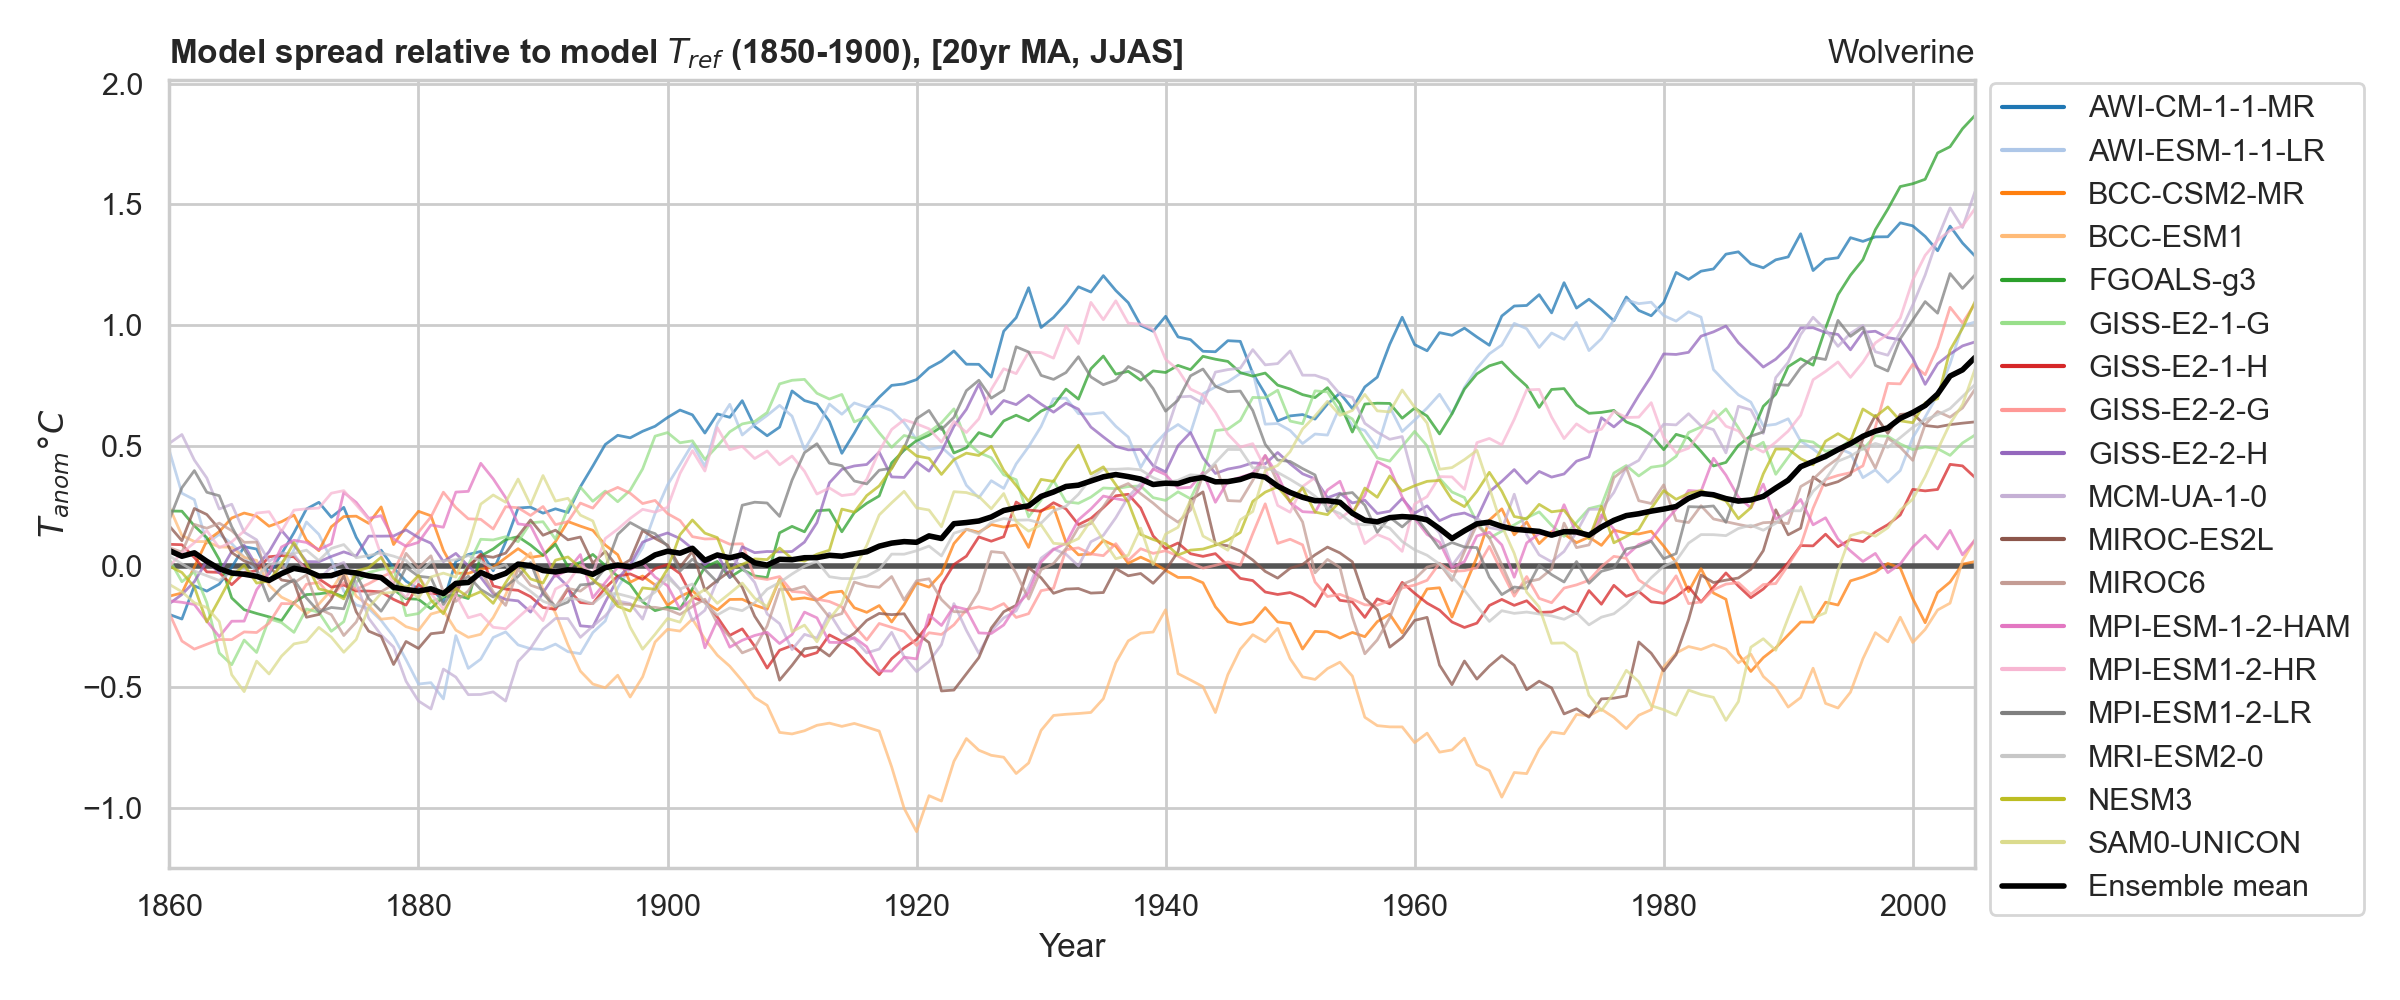 Model spread relative to model T_ref (1850-1900), [20yr MA, JJAS]
Wolverine
2.0
1.5
1.0
0.5
0.0
−0.5
−1.0
T_anom °C
1860 1880 1900 1920 1940 1960 1980 2000
Year
AWI-CM-1-1-MR
AWI-ESM-1-1-LR
BCC-CSM2-MR
BCC-ESM1
FGOALS-g3
GISS-E2-1-G
GISS-E2-1-H
GISS-E2-2-G
GISS-E2-2-H
MCM-UA-1-0
MIROC-ES2L
MIROC6
MPI-ESM-1-2-HAM
MPI-ESM1-2-HR
MPI-ESM1-2-LR
MRI-ESM2-0
NESM3
SAM0-UNICON
Ensemble mean